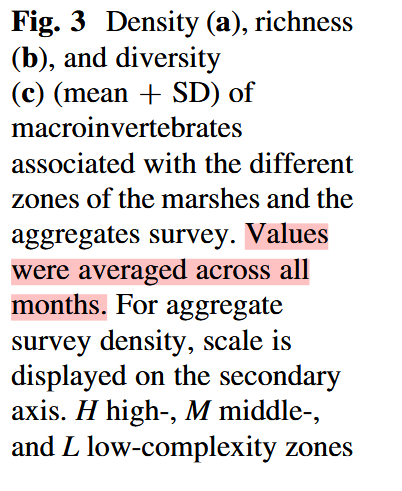 Fig. 3 Density (a), richness
(b), and diversity
(c) (mean + SD) of
macroinvertebrates
associated with the different
zones of the marshes and the
aggregates survey. Values
were averaged across all
months. For aggregate
survey density, scale is
displayed on the secondary
axis. H high-, M middle-,
and L low-complexity zones